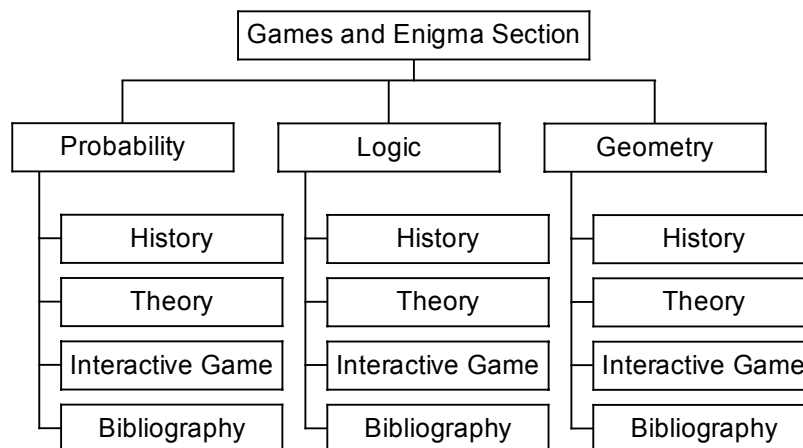 Games and Enigma Section
Probability
Logic
Geometry
History
History
History
Theory
Theory
Theory
Interactive Game
Interactive Game
Interactive Game
Bibliography
Bibliography
Bibliography